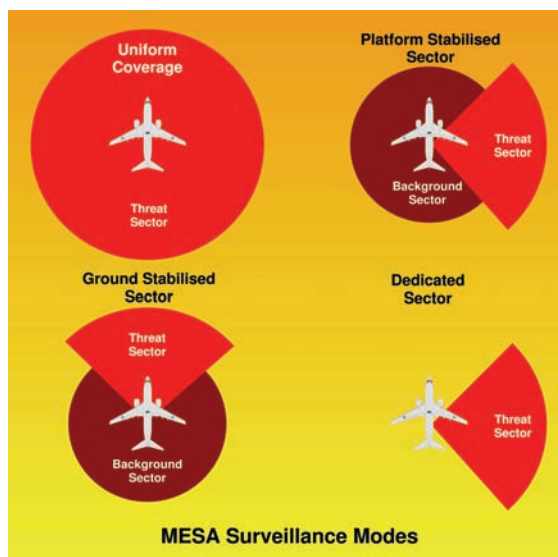 Uniform
Coverage
Threat
Sector
Platform Stabilised
Sector
Threat
Sector
Background
Sector
Ground Stabilised
Sector
Threat
Sector
Background
Sector
Dedicated
Sector
Threat
Sector
MESA Surveillance Modes